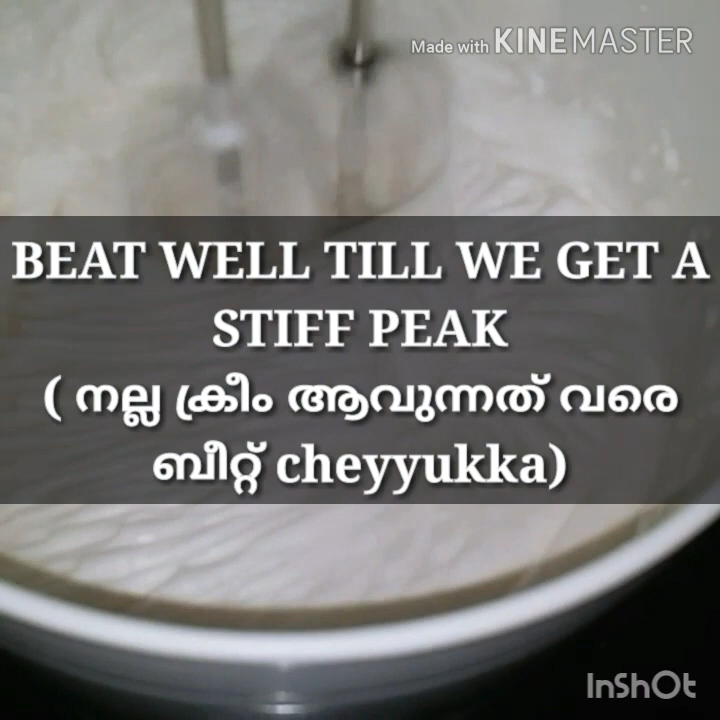 Made with KINEMASTER
BEAT WELL TILL WE GET A
STIFF PEAK
( നല്ല ക്രീം ആവുന്നത് വരെ
ബീറ്റ് cheyyukka)
InShOt